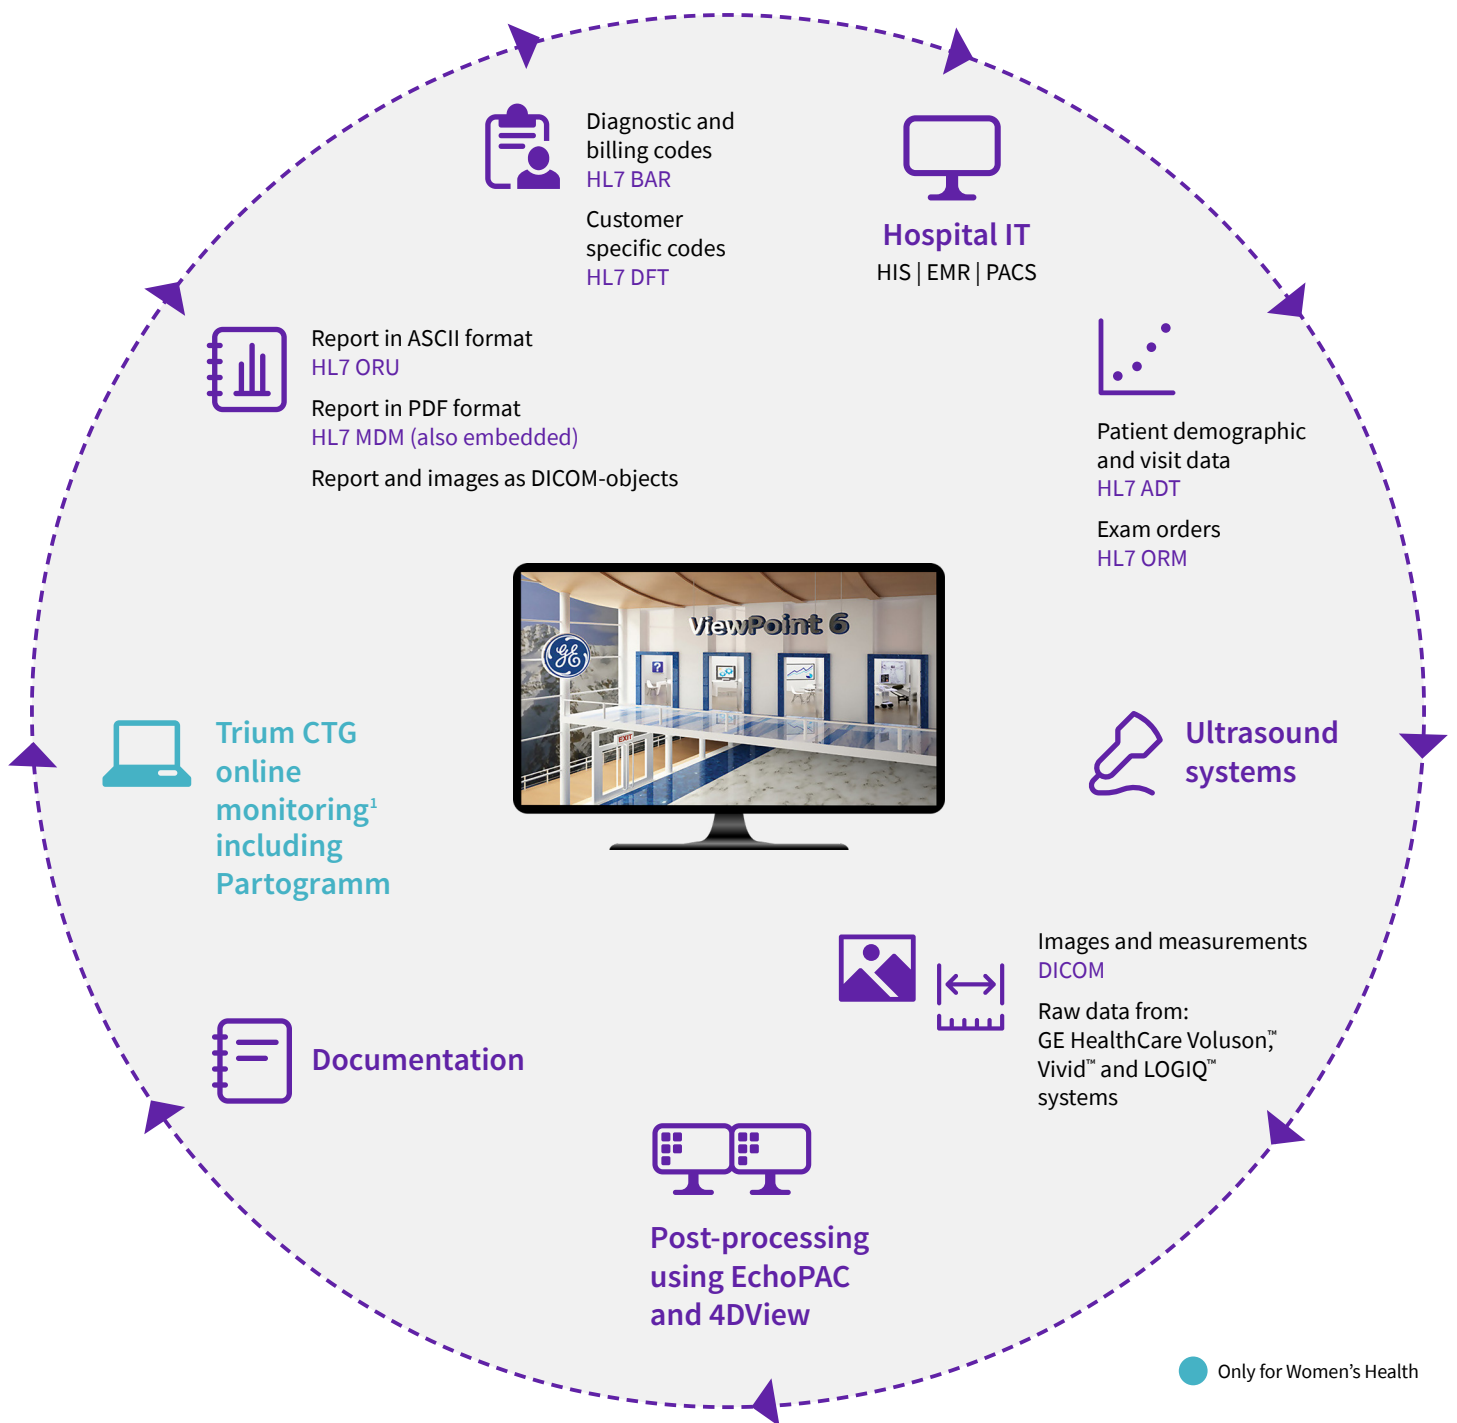 Diagnostic and
billing codes
HL7 BAR
Customer
specific codes
HL7 DFT
Hospital IT
HIS | EMR | PACS
Report in ASCII format
HL7 ORU
Report in PDF format
HL7 MDM (also embedded)
Report and images as DICOM-objects
Patient demographic
and visit data
HL7 ADT
Exam orders
HL7 ORM
ViewPoint 6
GE
?
EXIT
Trium CTG
online
monitoring¹
including
Partogramm
Ultrasound
systems
Images and measurements
DICOM
Raw data from:
GE HealthCare Voluson,™
Vivid™ and LOGIQ™
systems
Documentation
Post-processing
using EchoPAC
and 4DView
Only for Women’s Health